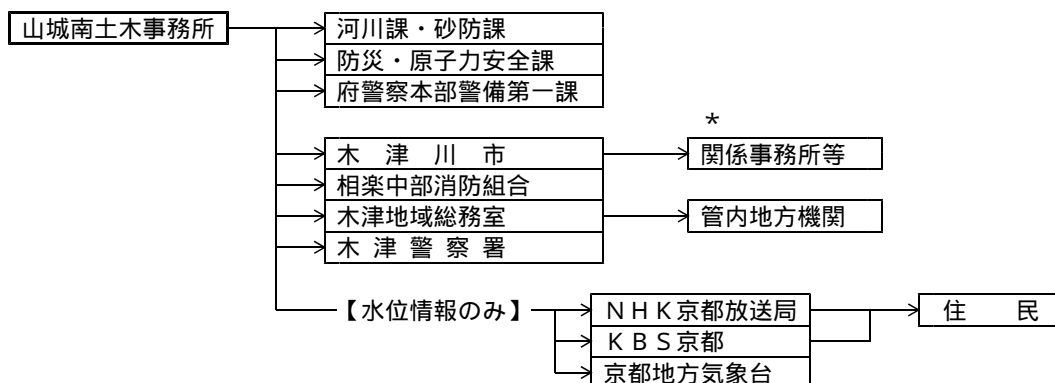 山城南土木事務所
河川課・砂防課
防災・原子力安全課
府警察本部警備第一課
*
木 津 川 市
関係事務所等
相楽中部消防組合
木津地域総務室
管内地方機関
木 津 警 察 署
【水位情報のみ】
NHK京都放送局
住 民
KBS京都
京都地方気象台